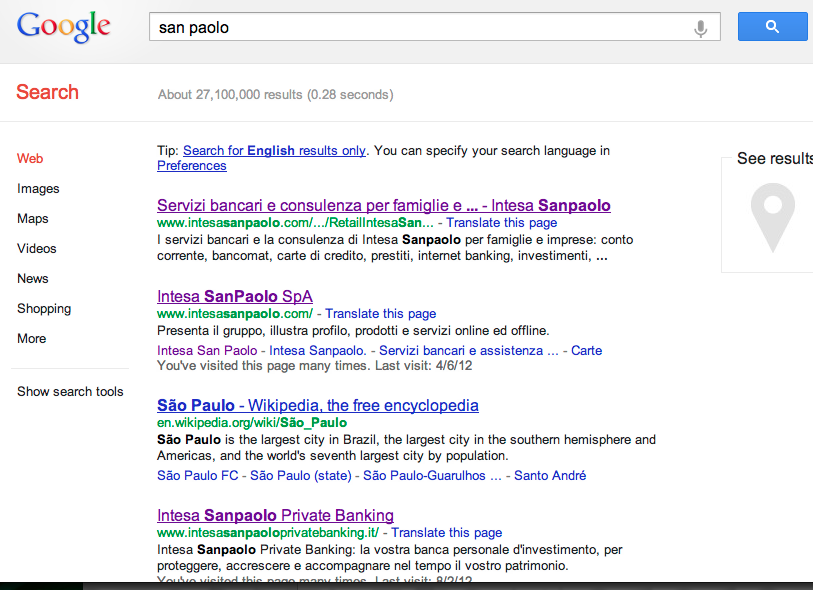 Google
san paolo
Search
About 27,100,000 results (0.28 seconds)
Web
Images
Maps
Videos
News
Shopping
More
Show search tools
Tip: Search for English results only. You can specify your search language in
Preferences
Servizi bancari e consulenza per famiglie e ... - Intesa Sanpaolo
www.intesasanpaolo.com/.../RetailIntesaSan... - Translate this page
I servizi bancari e la consulenza di Intesa Sanpaolo per famiglie e imprese: conto
corrente, bancomat, carte di credito, prestiti, internet banking, investimenti, ...
Intesa SanPaolo SpA
www.intesasanpaolo.com/ - Translate this page
Presenta il gruppo, illustra profilo, prodotti e servizi online ed offline.
Intesa San Paolo - Intesa Sanpaolo. - Servizi bancari e assistenza ... - Carte
You've visited this page many times. Last visit: 4/6/12
São Paulo - Wikipedia, the free encyclopedia
en.wikipedia.org/wiki/São_Paulo
São Paulo is the largest city in Brazil, the largest city in the southern hemisphere and
Americas, and the world's seventh largest city by population.
São Paulo FC - São Paulo (state) - São Paulo-Guarulhos ... - Santo André
Intesa Sanpaolo Private Banking
www.intesasanpaoloprivatebanking.it/ - Translate this page
Intesa Sanpaolo Private Banking: la vostra banca personale d'investimento, per
proteggere, accrescere e accompagnare nel tempo il vostro patrimonio.
You've visited this page many times. Last visit: 8/2/12
See results